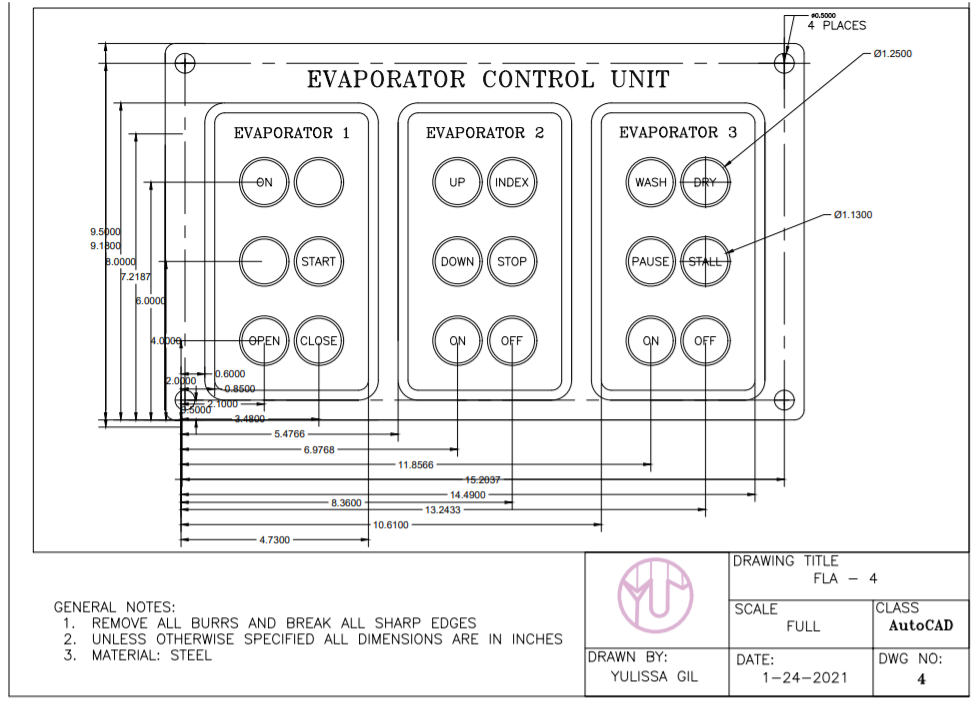 Ø0.5000
4 PLACES
Ø1.2500
EVAPORATOR CONTROL UNIT
EVAPORATOR 1
EVAPORATOR 2
EVAPORATOR 3
ON
UP
INDEX
WASH
DRY
Ø1.1300
START
DOWN
STOP
PAUSE
STALL
OPEN
CLOSE
ON
OFF
ON
OFF
9.5000
9.1800
8.0000
7.2187
6.0000
4.0000
2.0000
0.5000
0.6000
0.8500
2.1000
3.4800
5.4766
6.9768
11.8566
15.2037
14.4900
8.3600
13.2433
10.6100
4.7300
GENERAL NOTES:
1. REMOVE ALL BURRS AND BREAK ALL SHARP EDGES
2. UNLESS OTHERWISE SPECIFIED ALL DIMENSIONS ARE IN INCHES
3. MATERIAL: STEEL
DRAWING TITLE
FLA - 4
SCALE
FULL
CLASS
AutoCAD
DRAWN BY:
YULISSA GIL
DATE:
1-24-2021
DWG NO:
4